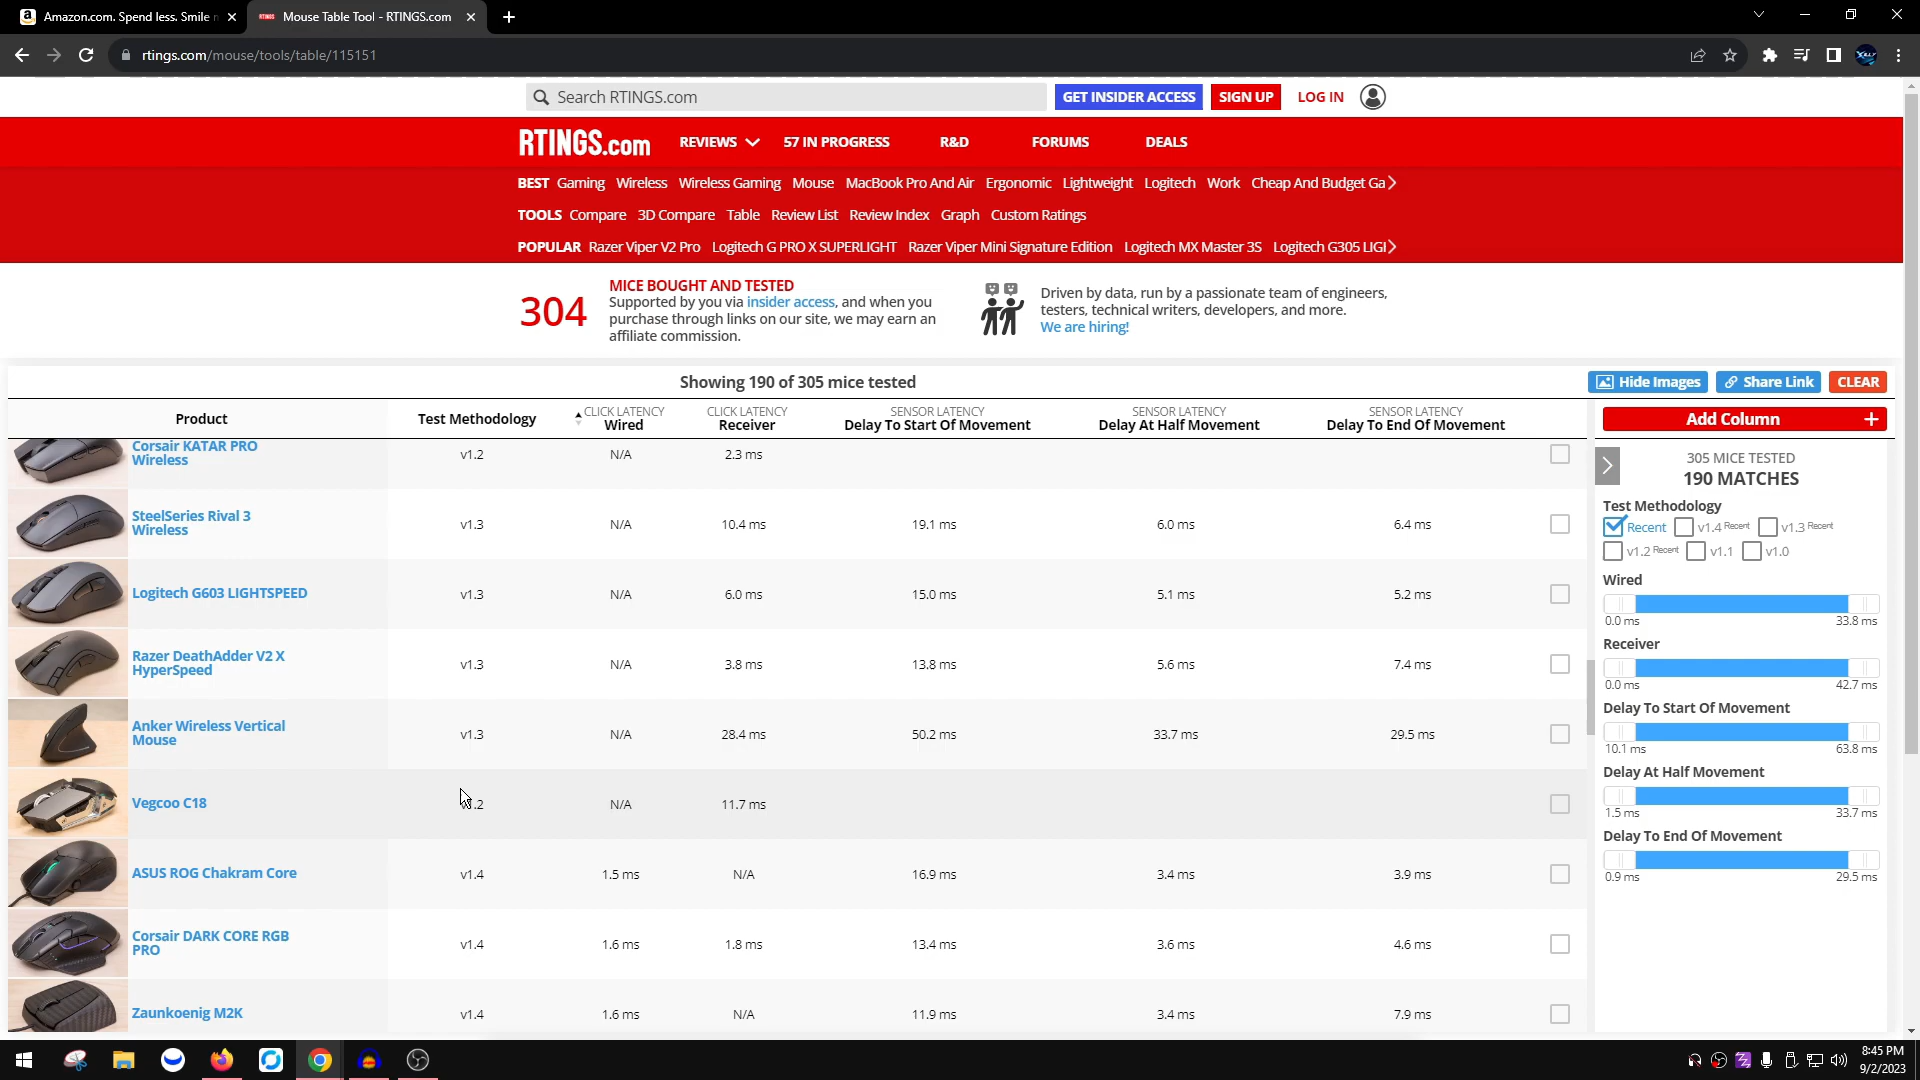 Amazon.com. Spend less. Smile
Mouse Table Tool - RTINGS.com
rtings.com/mouse/tools/table/115151
Search RTINGS.com
GET INSIDER ACCESS
SIGN UP
LOG IN
RTINGS.com
REVIEWS
57 IN PROGRESS
R&D
FORUMS
DEALS
BEST Gaming Wireless Wireless Gaming Mouse MacBook Pro And Air Ergonomic Lightweight Logitech Work Cheap And Budget Ga
TOOLS Compare 3D Compare Table Review List Review Index Graph Custom Ratings
POPULAR Razer Viper V2 Pro Logitech G PRO X SUPERLIGHT Razer Viper Mini Signature Edition Logitech MX Master 3S Logitech G305 LIGI
304
MICE BOUGHT AND TESTED
Supported by you via insider access, and when you
purchase through links on our site, we may earn an
affiliate commission.
Driven by data, run by a passionate team of engineers,
testers, technical writers, developers, and more.
We are hiring!
Showing 190 of 305 mice tested
Hide Images
Share Link
CLEAR
Product
Test Methodology
CLICK LATENCY
Wired
CLICK LATENCY
Receiver
SENSOR LATENCY
Delay To Start Of Movement
SENSOR LATENCY
Delay At Half Movement
SENSOR LATENCY
Delay To End Of Movement
Add Column +
Corsair KATAR PRO
Wireless
v1.2 N/A 2.3 ms
SteelSeries Rival 3
Wireless
v1.3 N/A 10.4 ms 19.1 ms 6.0 ms 6.4 ms
Logitech G603 LIGHTSPEED
v1.3 N/A 6.0 ms 15.0 ms 5.1 ms 5.2 ms
Razer DeathAdder V2 X
HyperSpeed
v1.3 N/A 3.8 ms 13.8 ms 5.6 ms 7.4 ms
Anker Wireless Vertical
Mouse
v1.3 N/A 28.4 ms 50.2 ms 33.7 ms 29.5 ms
Vegcoo C18
.2 N/A 11.7 ms
ASUS ROG Chakram Core
v1.4 1.5 ms N/A 16.9 ms 3.4 ms 3.9 ms
Corsair DARK CORE RGB
PRO
v1.4 1.6 ms 1.8 ms 13.4 ms 3.6 ms 4.6 ms
Zaunkoenig M2K
v1.4 1.6 ms N/A 11.9 ms 3.4 ms 7.9 ms
305 MICE TESTED
190 MATCHES
Test Methodology
Recent v1.4 Recent v1.3 Recent
v1.2 Recent v1.1 v1.0
Wired
0.0 ms 33.8 ms
Receiver
0.0 ms 42.7 ms
Delay To Start Of Movement
10.1 ms 63.8 ms
Delay At Half Movement
1.5 ms 33.7 ms
Delay To End Of Movement
0.9 ms 29.5 ms
8:45 PM
9/2/2023